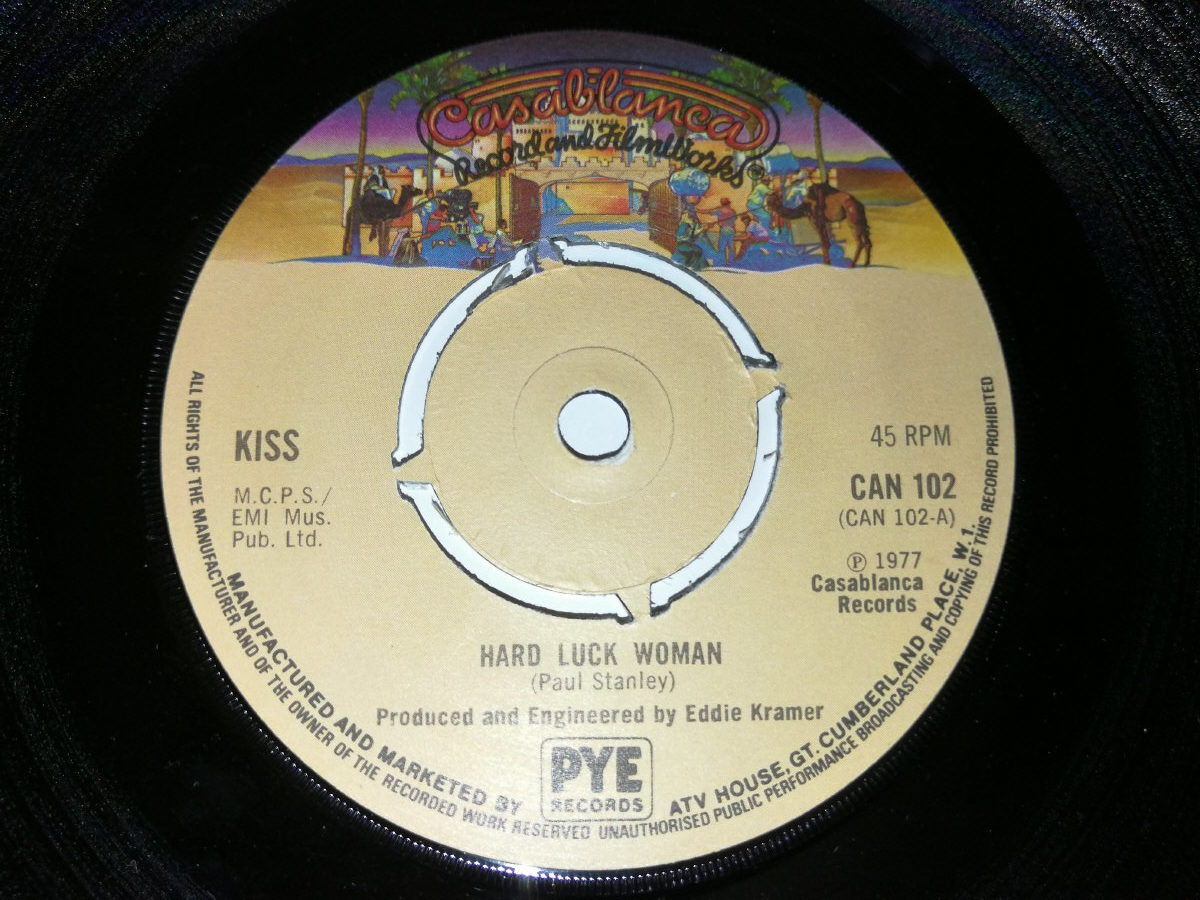 Casablanca
Record and FilmWorks®
KISS
M.C.P.S./
EMI Mus.
Pub. Ltd.
45 RPM
CAN 102
(CAN 102-A)
℗ 1977
Casablanca
Records
HARD LUCK WOMAN
(Paul Stanley)
Produced and Engineered by Eddie Kramer
PYE
RECORDS
MANUFACTURED AND MARKETED BY
ATV HOUSE, GT. CUMBERLAND PLACE, W.1.
ALL RIGHTS OF THE MANUFACTURER AND OF THE OWNER OF THE RECORDED WORK RESERVED UNAUTHORISED PUBLIC PERFORMANCE BROADCASTING AND COPYING OF THIS RECORD PROHIBITED